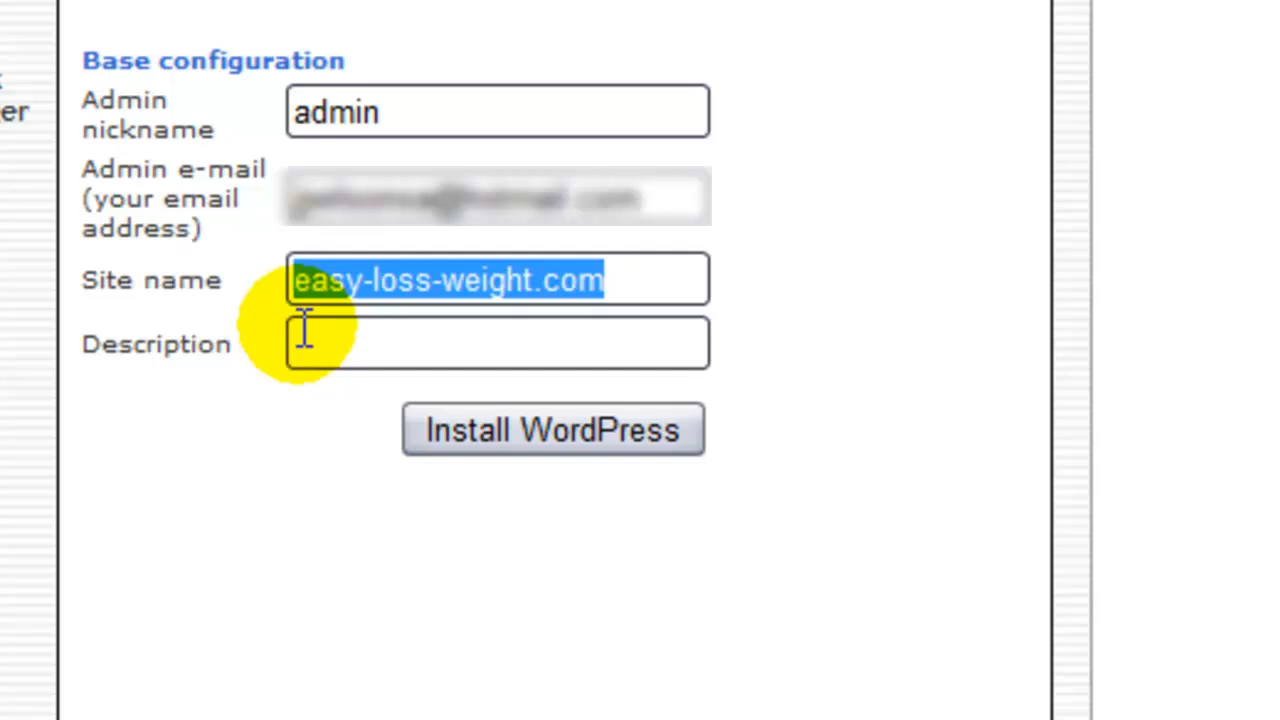 er
Base configuration
Admin
nickname
admin
Admin e-mail
(your email
address)
Site name
easy-loss-weight.com
Description
Install WordPress